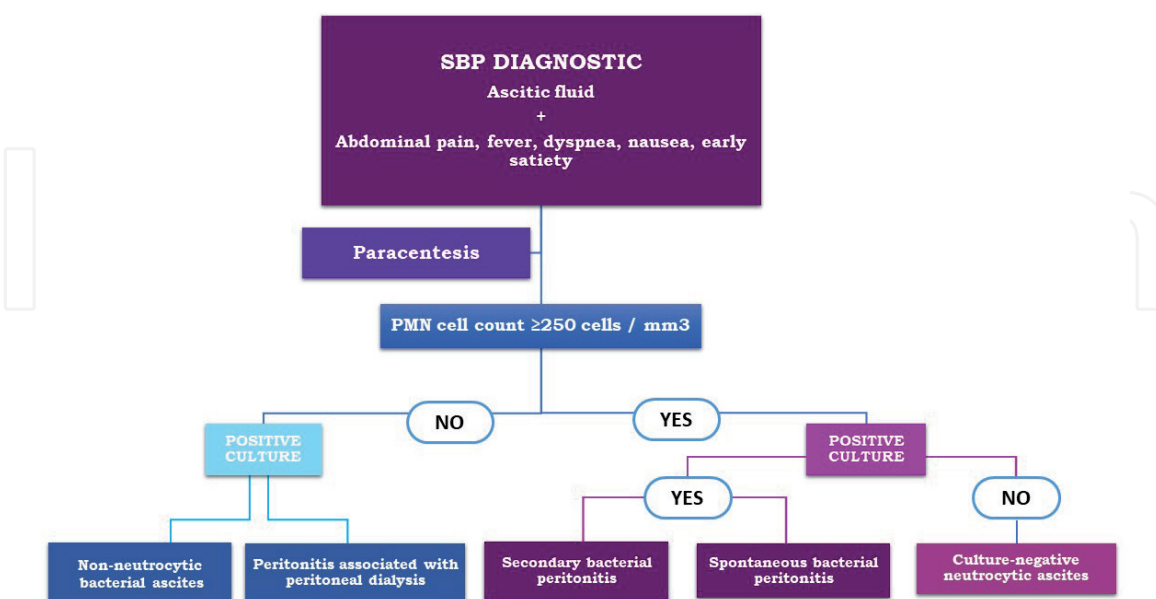 SBP DIAGNOSTIC
Ascitic fluid
+
Abdominal pain, fever, dyspnea, nausea, early
satiety
Paracentesis
PMN cell count ≥250 cells / mm3
NO
YES
POSITIVE
CULTURE
POSITIVE
CULTURE
YES
NO
Non-neutrocytic
bacterial ascites
Peritonitis associated with
peritoneal dialysis
Secondary bacterial
peritonitis
Spontaneous bacterial
peritonitis
Culture-negative
neutrocytic ascites